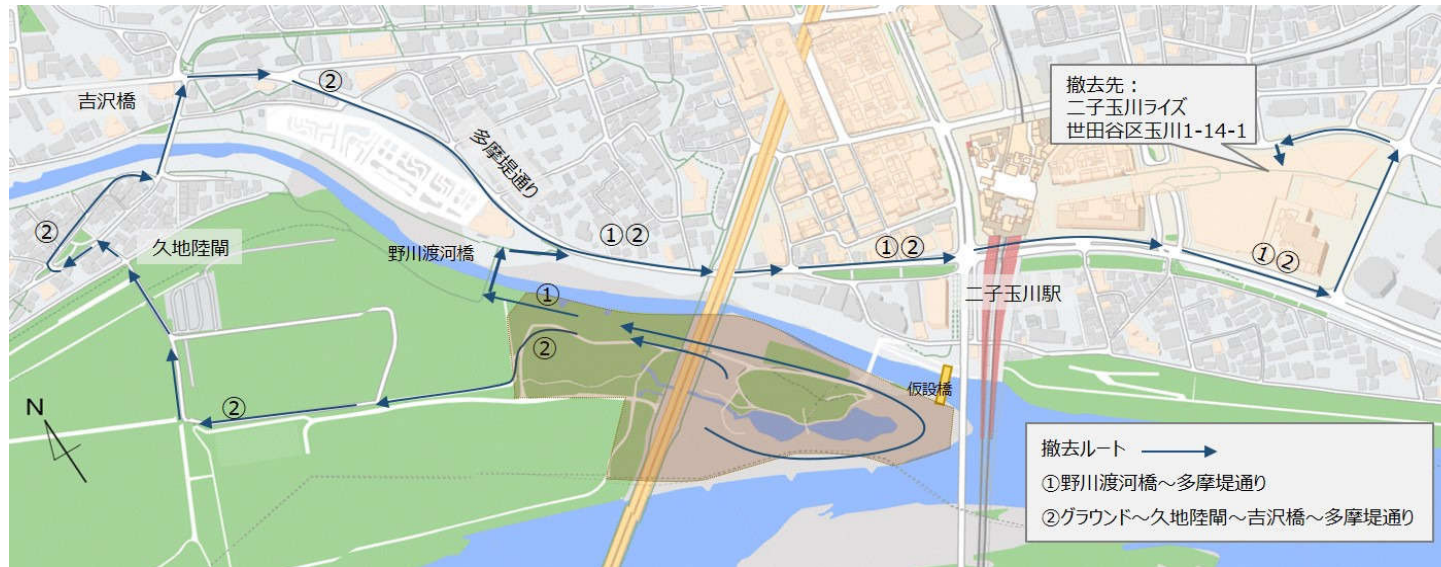 吉沢橋
②
多摩堤通り
撤去先：
二子玉川ライズ
世田谷区玉川1-14-1
②
久地陸閘
野川渡河橋
①②
①②
①②
二子玉川駅
①
②
②
仮設橋
N
撤去ルート
①野川渡河橋～多摩堤通り
②グラウンド～久地陸閘～吉沢橋～多摩堤通り